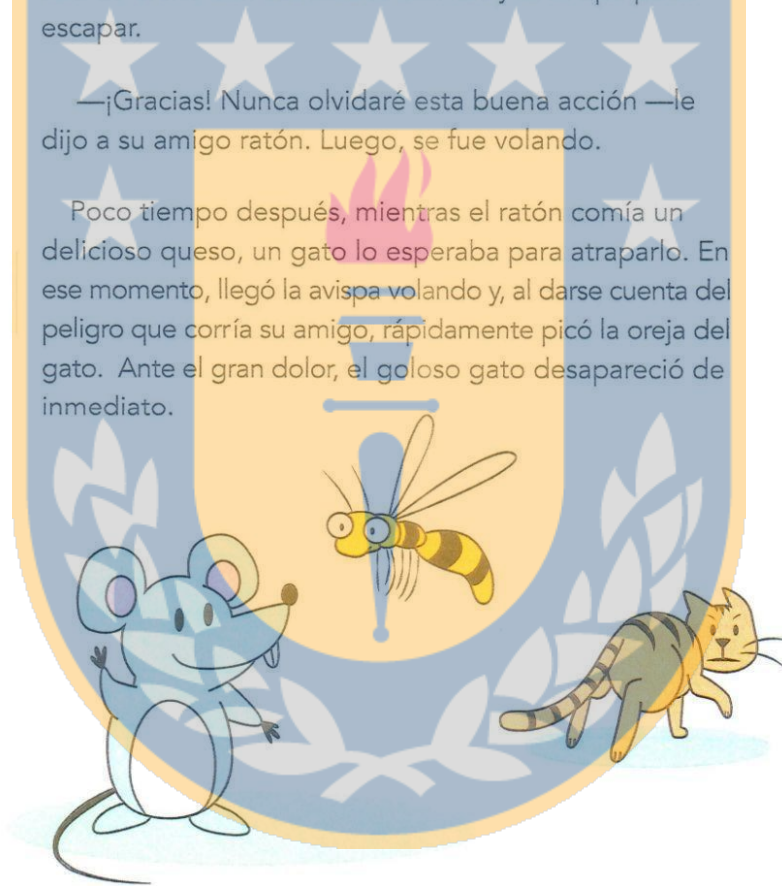 escapar.
—¡Gracias! Nunca olvidaré esta buena acción —le
dijo a su amigo ratón. Luego, se fue volando.
Poco tiempo después, mientras el ratón comía un
delicioso queso, un gato lo esperaba para atraparlo. En
ese momento, llegó la avispa volando y, al darse cuenta del
peligro que corría su amigo, rápidamente picó la oreja del
gato.  Ante el gran dolor, el goloso gato desapareció de
inmediato.